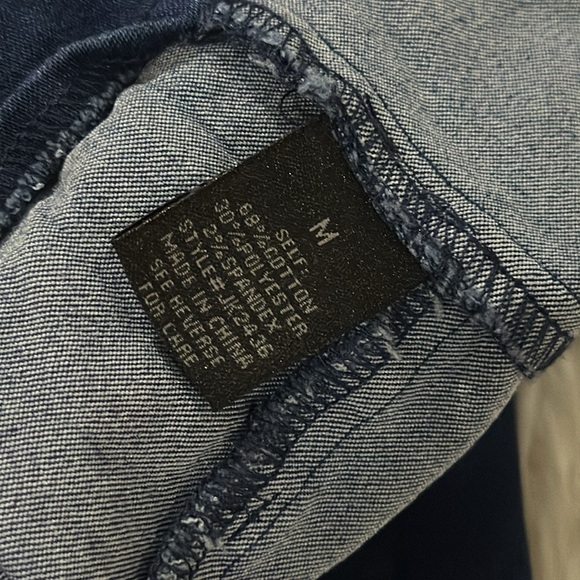 M
SELF:
68%COTTON
30%POLYESTER
2%SPANDEX
STYLE# JK2436
MADE IN CHINA
SEE REVERSE
FOR CARE